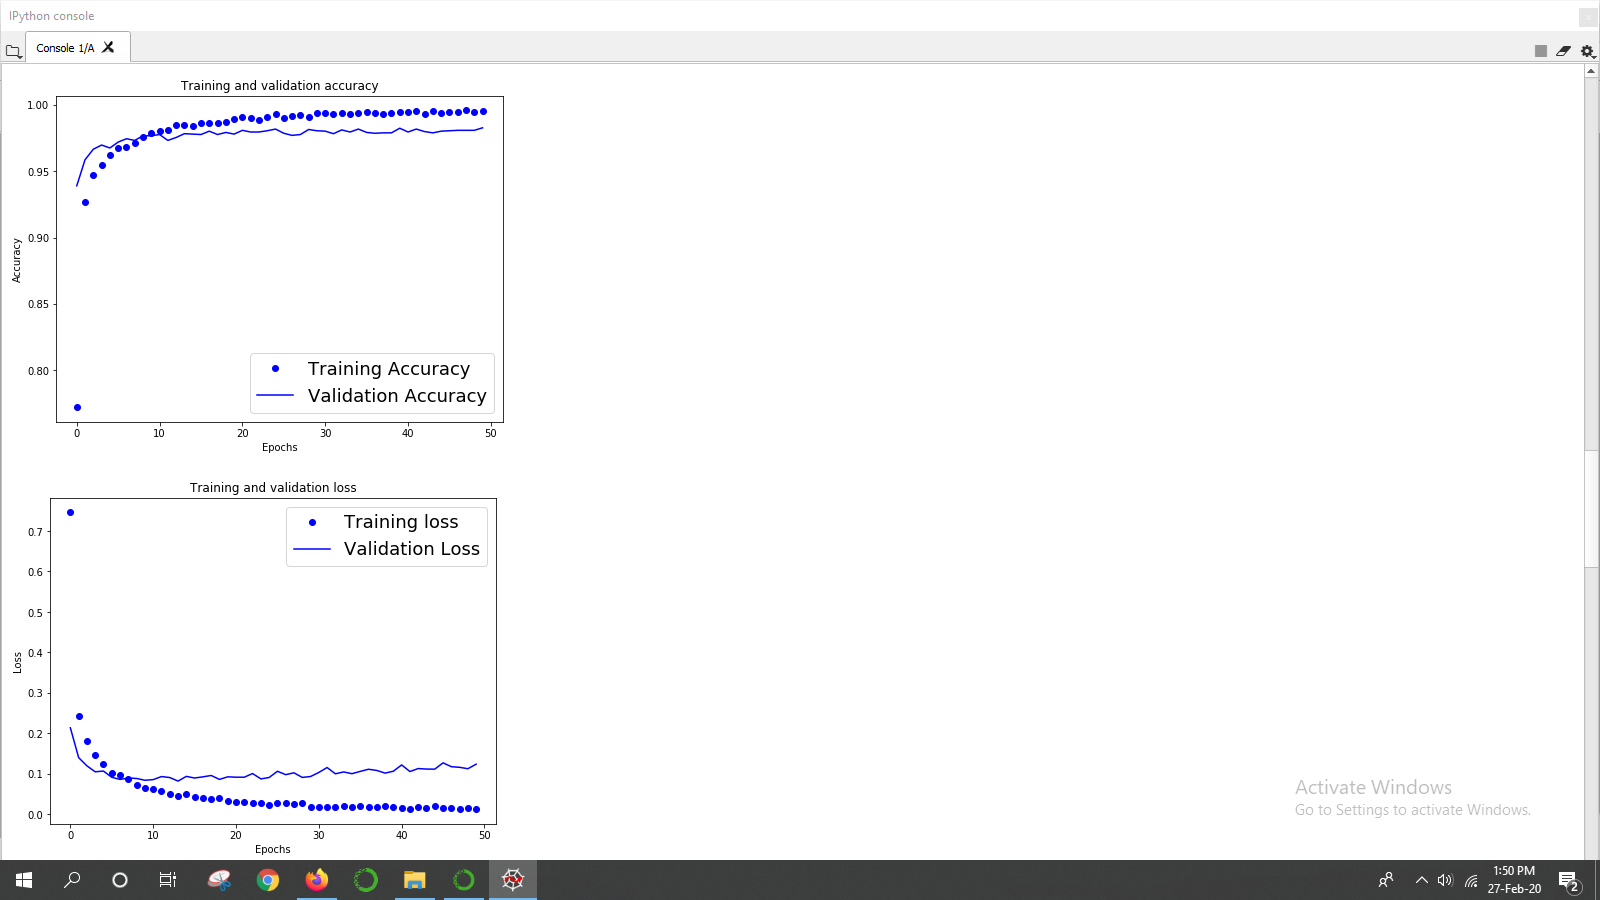 IPython console
Console 1/A
Training and validation accuracy
1.00
0.95
0.90
0.85
0.80
Accuracy
Training Accuracy
Validation Accuracy
0 10 20 30 40 50
Epochs
Training and validation loss
0.7
0.6
0.5
0.4
0.3
0.2
0.1
0.0
Loss
Training loss
Validation Loss
0 10 20 30 40 50
Epochs
Activate Windows
Go to Settings to activate Windows.
1:50 PM
27-Feb-20
2